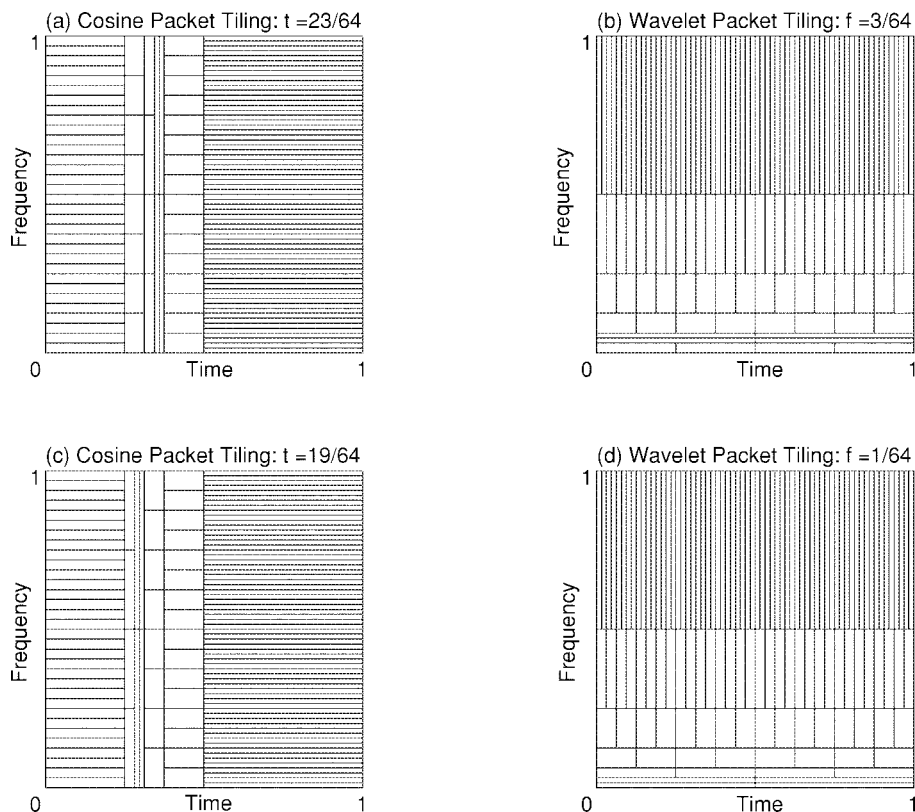 (a) Cosine Packet Tiling: t =23/64
1
Frequency
0
Time
1
(b) Wavelet Packet Tiling: f =3/64
1
Frequency
0
Time
1
(c) Cosine Packet Tiling: t =19/64
1
Frequency
0
Time
1
(d) Wavelet Packet Tiling: f =1/64
1
Frequency
0
Time
1